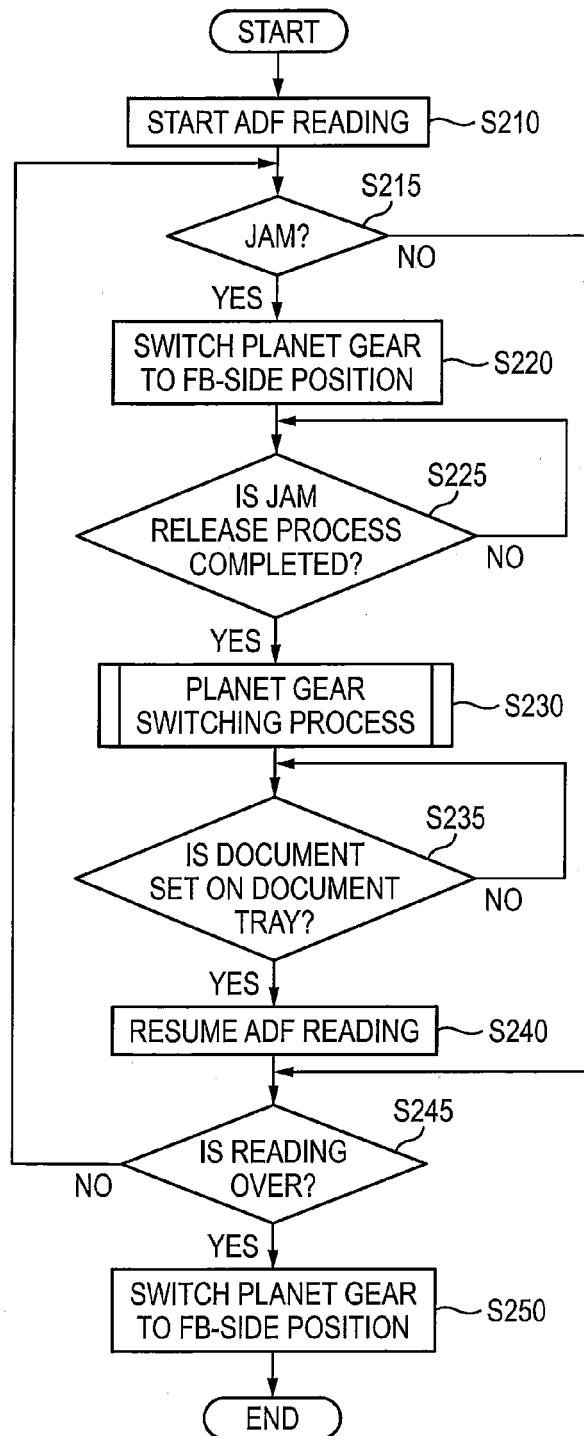 START
START ADF READING
S210
S215
JAM?
NO
YES
SWITCH PLANET GEAR
TO FB-SIDE POSITION
S220
S225
IS JAM
RELEASE PROCESS
COMPLETED?
NO
YES
PLANET GEAR
SWITCHING PROCESS
S230
S235
IS DOCUMENT
SET ON DOCUMENT
TRAY?
NO
YES
RESUME ADF READING
S240
S245
IS READING
OVER?
NO
YES
SWITCH PLANET GEAR
TO FB-SIDE POSITION
S250
END